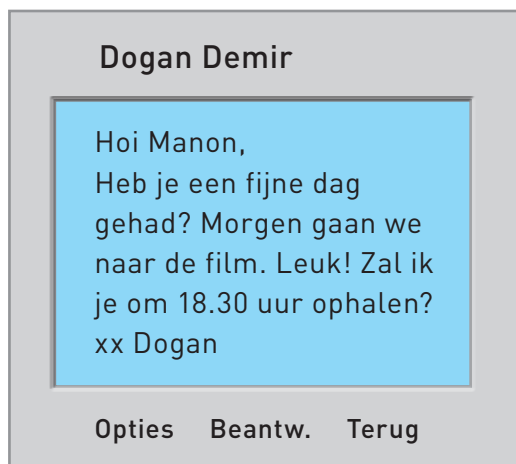 Dogan Demir
Hoi Manon,
Heb je een fijne dag
gehad? Morgen gaan we
naar de film. Leuk! Zal ik
je om 18.30 uur ophalen?
xx Dogan
Opties Beantw. Terug